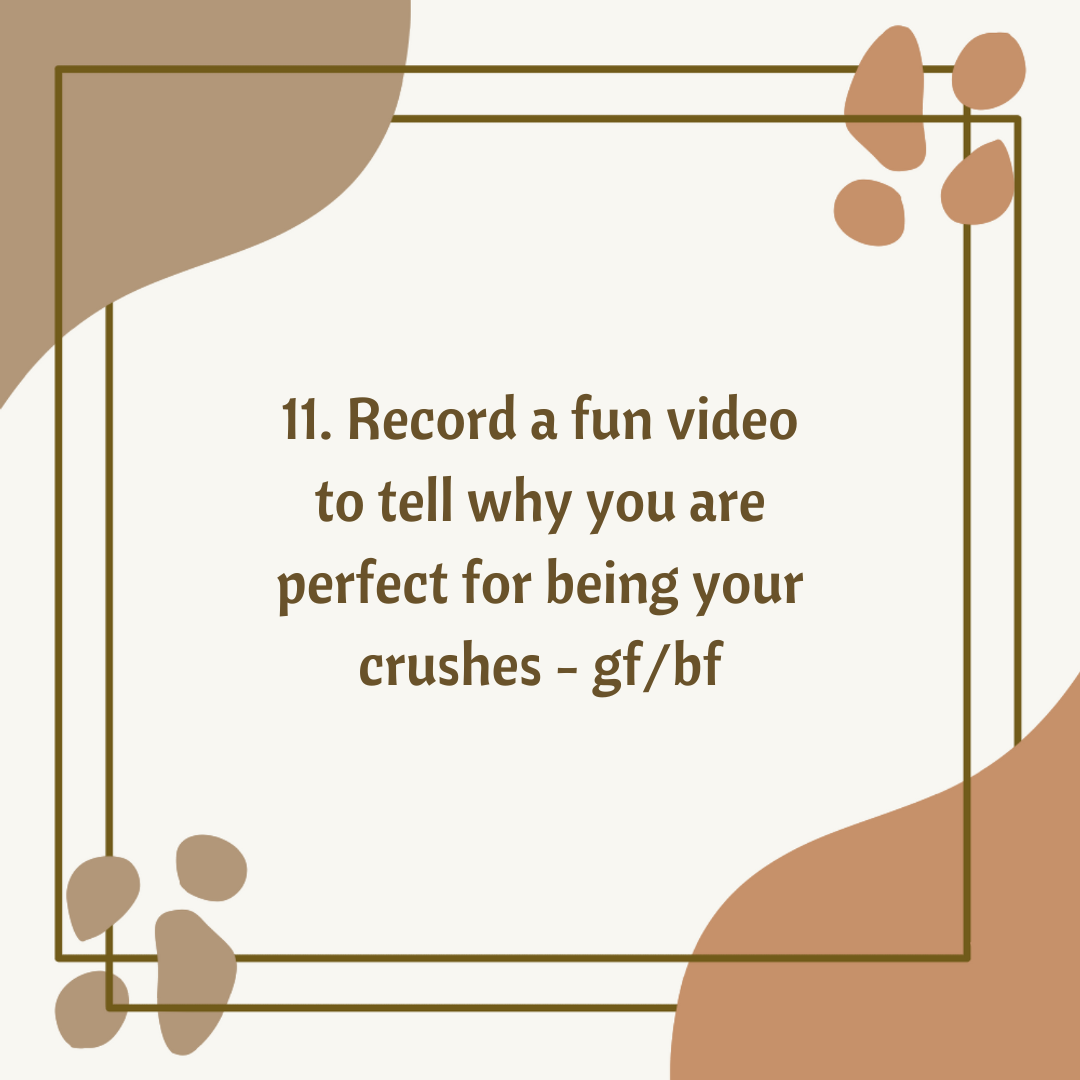 11. Record a fun video
to tell why you are
perfect for being your
crushes – gf/bf